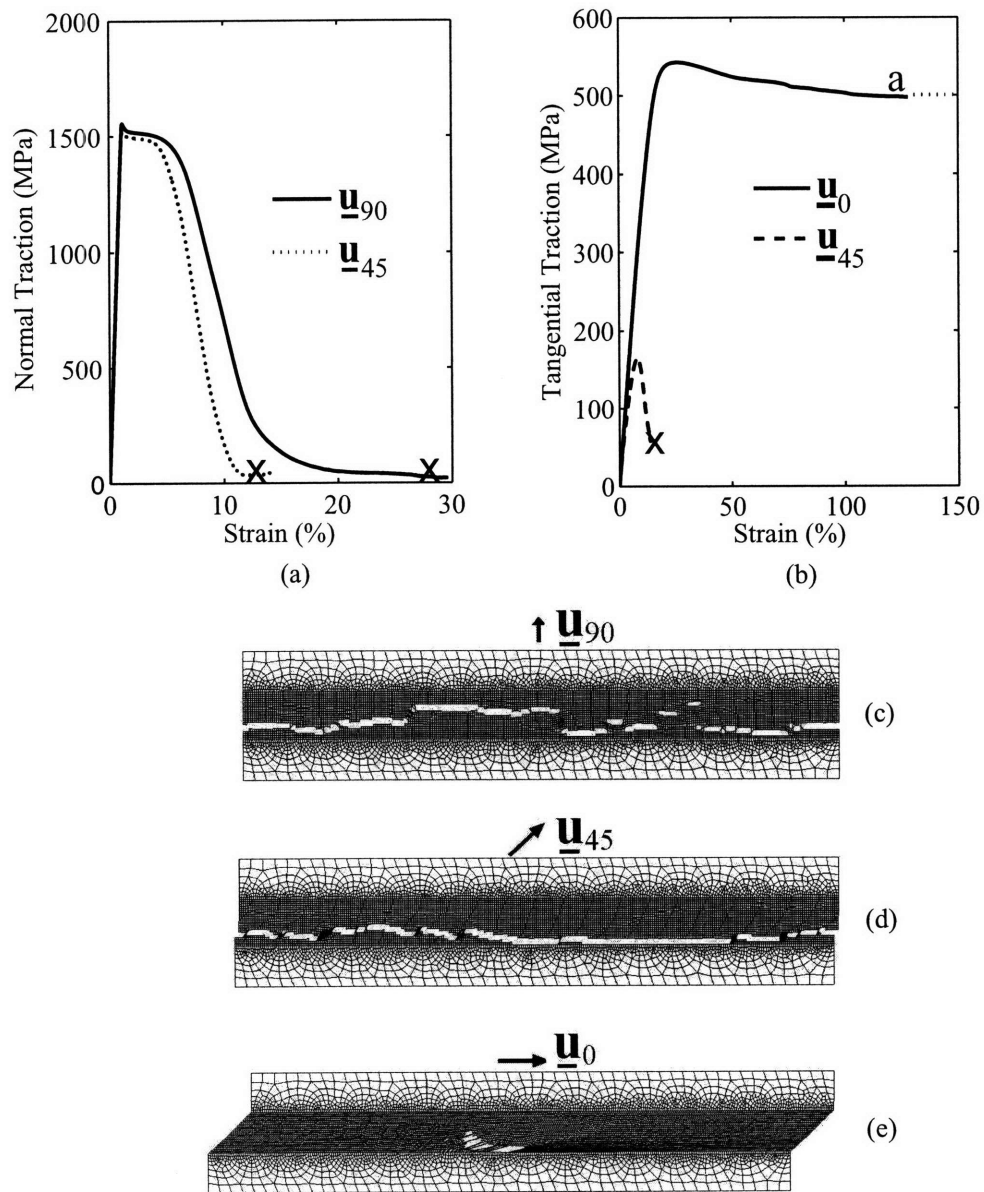 2000
1500
1000
500
0
Normal Traction (MPa)
u90
u45
X
X
0
10
20
30
Strain (%)
(a)
600
500
400
300
200
100
0
Tangential Traction (MPa)
a
u0
u45
X
0
50
100
150
Strain (%)
(b)
u90
(c)
u45
(d)
u0
(e)